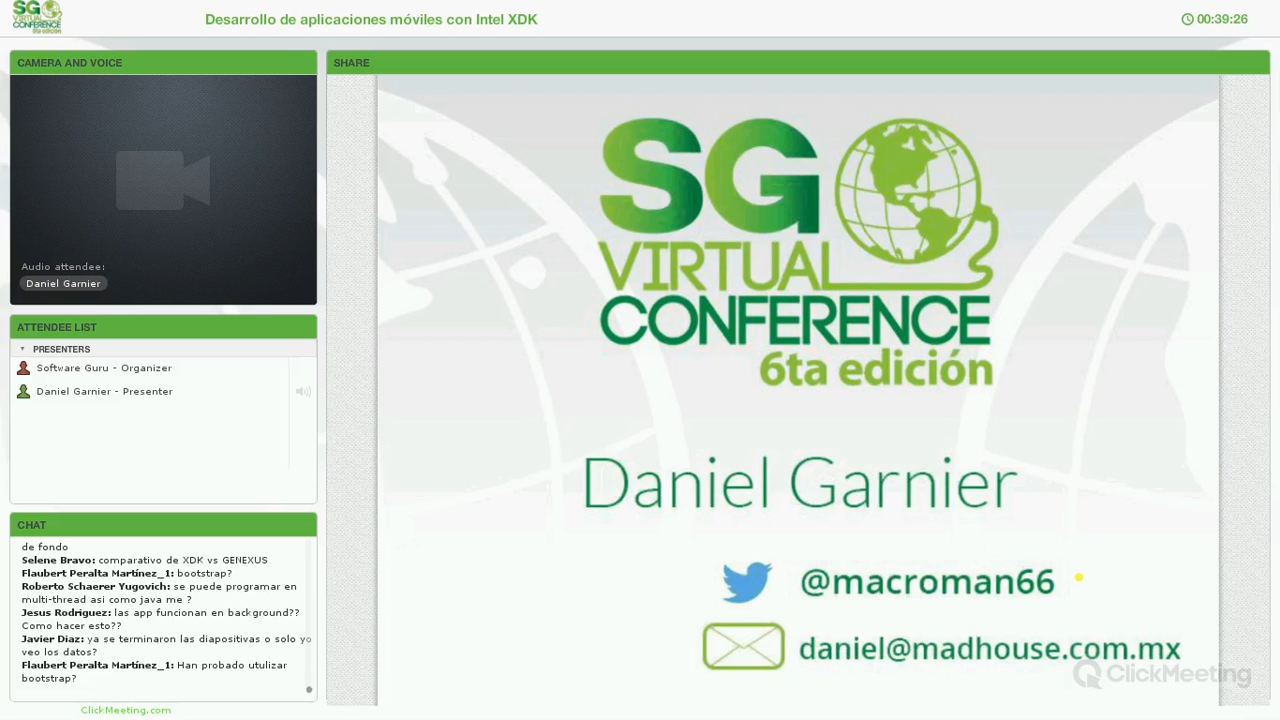 SG
VIRTUAL
CONFERENCE
6ta edición
Desarrollo de aplicaciones móviles con Intel XDK
00:39:26
CAMERA AND VOICE
Audio attendee:
Daniel Garnier
ATTENDEE LIST
PRESENTERS
Software Guru - Organizer
Daniel Garnier - Presenter
CHAT
de fondo
Selene Bravo: comparativo de XDK vs GENEXUS
Flaubert Peralta Martínez_1: bootstrap?
Roberto Schaerer Yugovich: se puede programar en
multi-thread asi como java me ?
Jesus Rodriguez: las app funcionan en background??
Como hacer esto??
Javier Diaz: ya se terminaron las diapositivas o solo yo
veo los datos?
Flaubert Peralta Martínez_1: Han probado utulizar
bootstrap?
ClickMeeting.com
SHARE
SG
VIRTUAL
CONFERENCE
6ta edición
Daniel Garnier
@macroman66
daniel@madhouse.com.mx
ClickMeeting